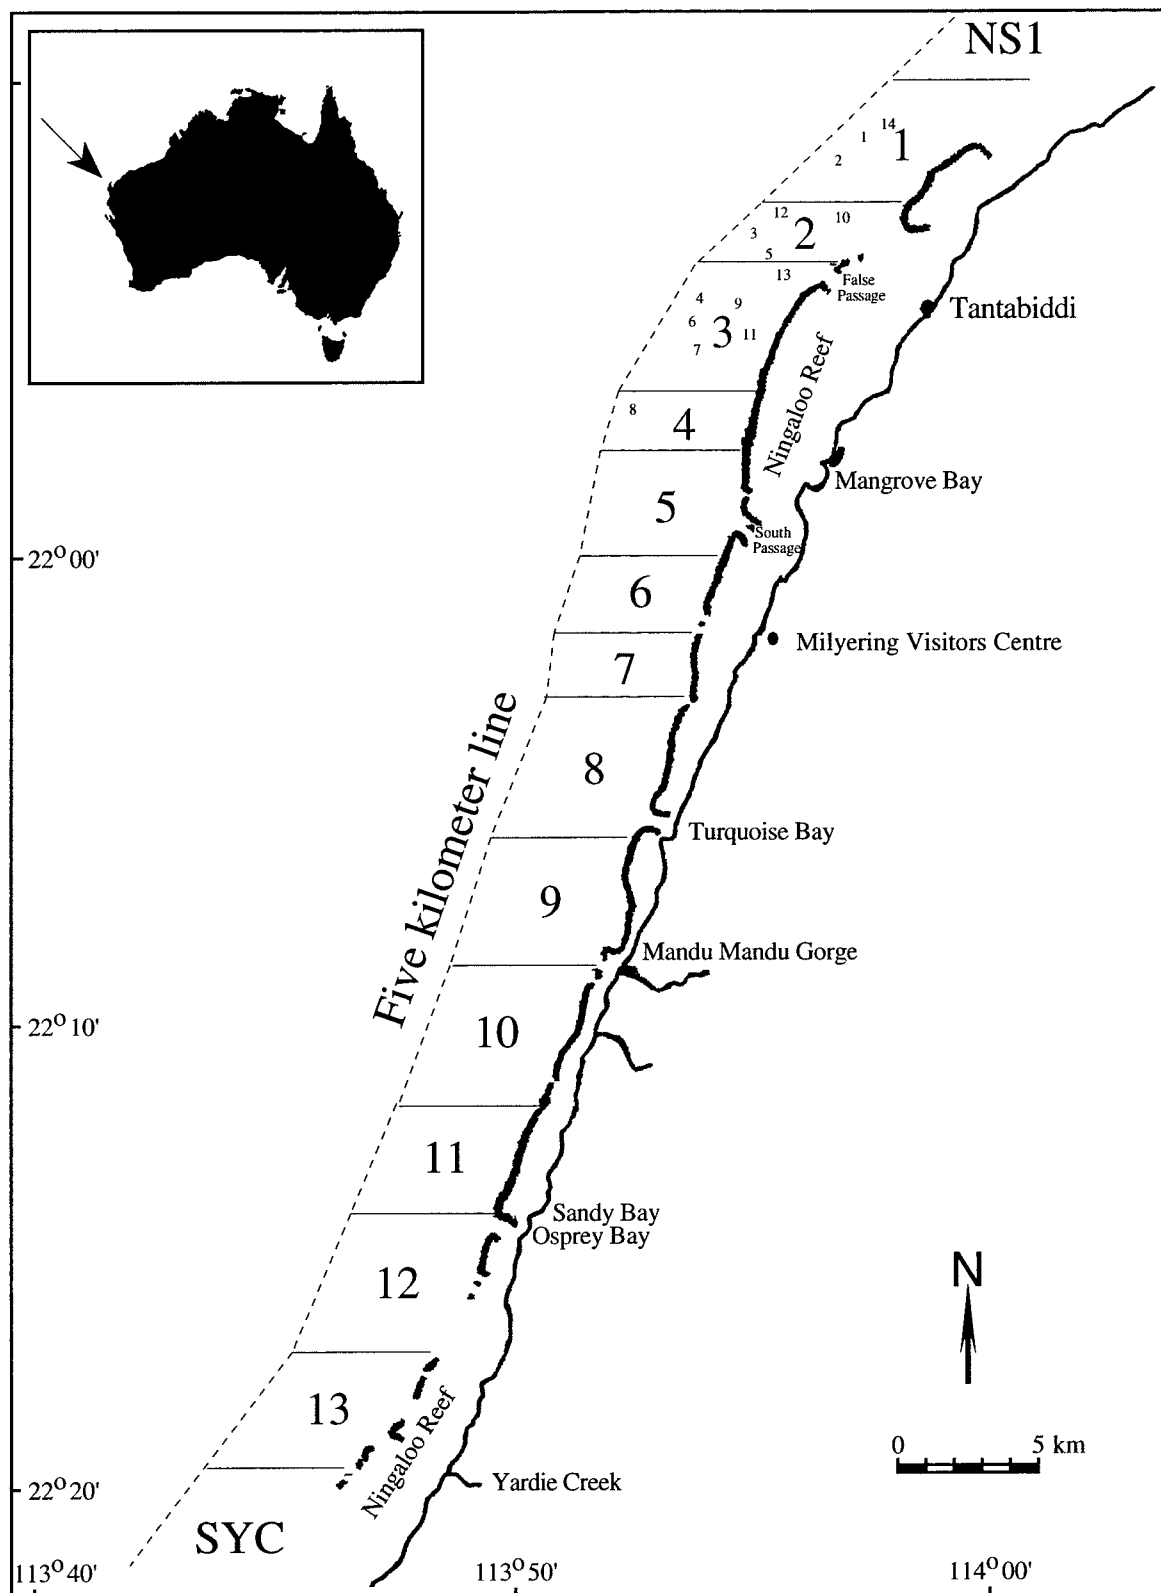 NS1
14
1
1
2
12
10
3
2
5
13
False
Passage
4
9
Tantabiddi
6
3
11
7
Ningaloo Reef
8
4
Mangrove Bay
5
South
Passage
22° 00'
6
Milyering Visitors Centre
7
Five kilometer line
8
Turquoise Bay
9
Mandu Mandu Gorge
22° 10'
10
11
Sandy Bay
Osprey Bay
12
N
13
Ningaloo Reef
0 5 km
22° 20'
Yardie Creek
SYC
113° 40' 113° 50' 114° 00'